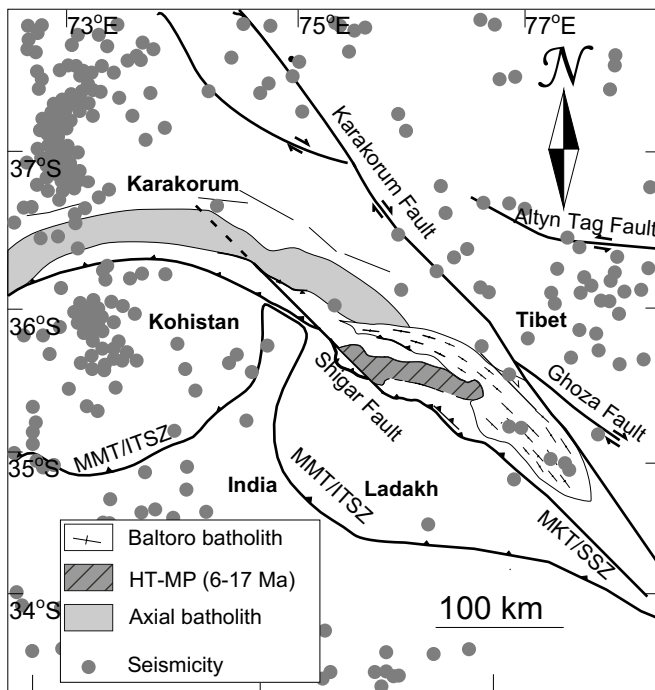 73°E
75°E
77°E
N
37°S
Karakorum
Karakorum Fault
Altyn Tag Fault
36°S
Kohistan
Tibet
Shigar Fault
Ghoza Fault
MMT/ITSZ
35°S
India
MMT/ITSZ
Ladakh
MKT/SSZ
Baltoro batholith
HT-MP (6-17 Ma)
Axial batholith
Seismicity
34°S
100 km